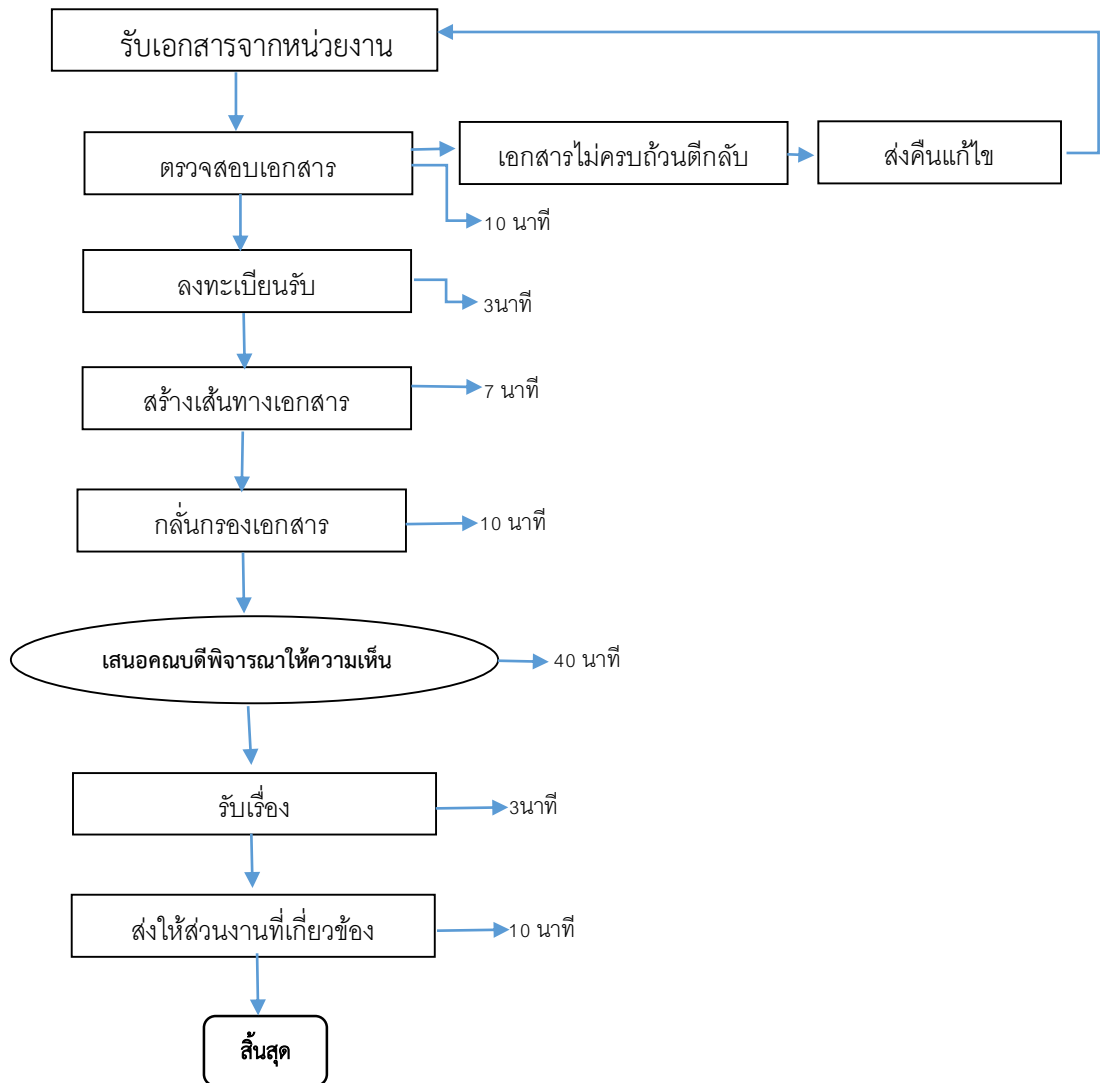 รับเอกสารจากหน่วยงาน
ตรวจสอบเอกสาร
เอกสารไม่ครบถ้วนตีกลับ
ส่งคืนแก้ไข
10 นาที
ลงทะเบียนรับ
3นาที
สร้างเส้นทางเอกสาร
7 นาที
กลั่นกรองเอกสาร
10 นาที
เสนอคณบดีพิจารณาให้ความเห็น
40 นาที
รับเรื่อง
3นาที
ส่งให้ส่วนงานที่เกี่ยวข้อง
10 นาที
สิ้นสุด